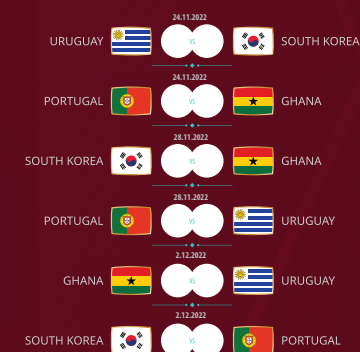 24.11.2022
URUGUAY VS SOUTH KOREA
24.11.2022
PORTUGAL VS GHANA
28.11.2022
SOUTH KOREA VS GHANA
28.11.2022
PORTUGAL VS URUGUAY
2.12.2022
GHANA VS URUGUAY
2.12.2022
SOUTH KOREA VS PORTUGAL